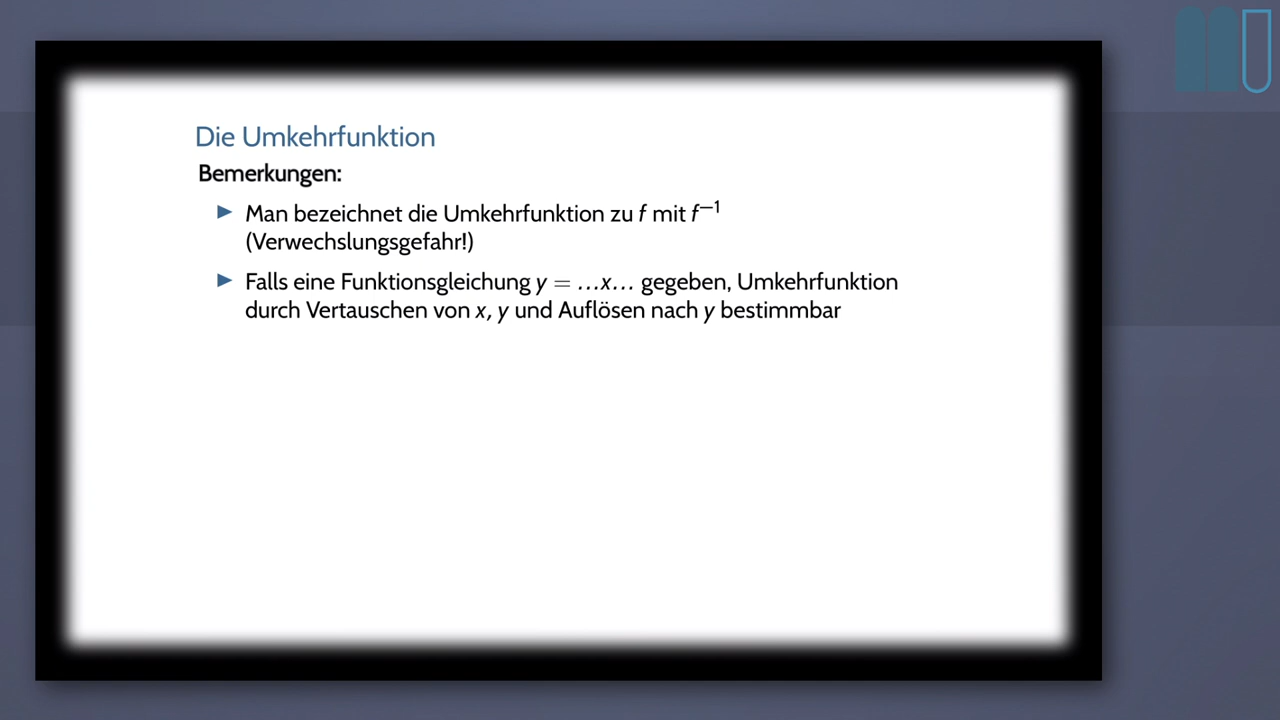 Die Umkehrfunktion
Bemerkungen:
▶ Man bezeichnet die Umkehrfunktion zu f mit f⁻¹
(Verwechslungsgefahr!)
▶ Falls eine Funktionsgleichung y = …x… gegeben, Umkehrfunktion
durch Vertauschen von x, y und Auflösen nach y bestimmbar